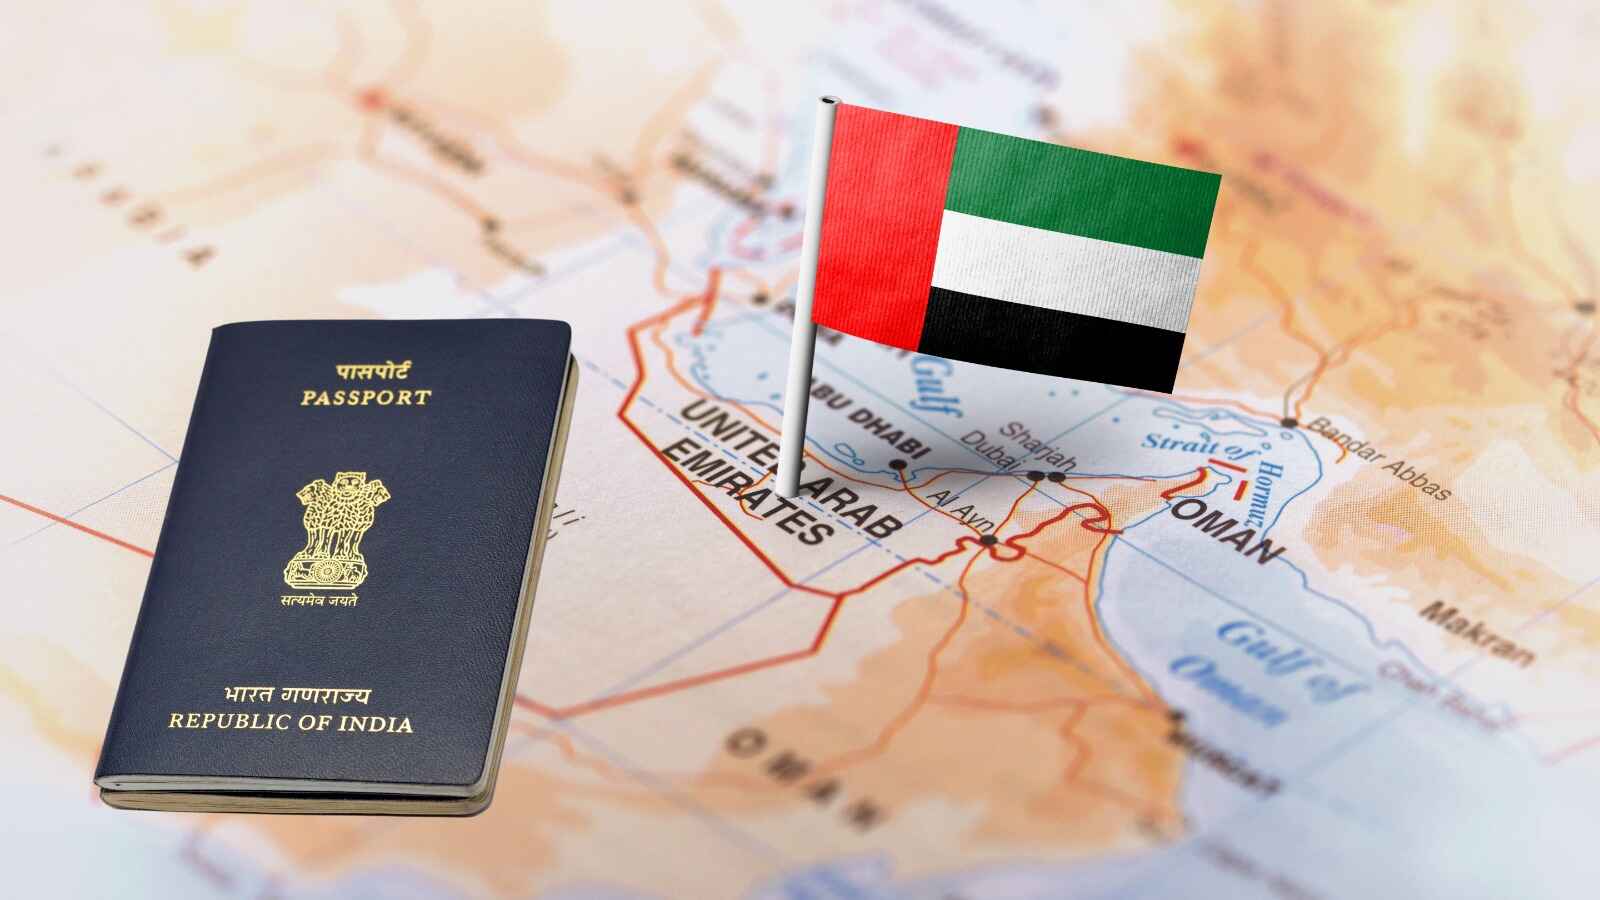 पासपोर्ट
PASSPORT
सत्यमेव जयते
भारत गणराज्य
REPUBLIC OF INDIA
Gulf
ABU DHABI
UNITED ARAB
EMIRATES
Sharjah
Dubai
Al Ayn
Strait of
Hormuz
OMAN
Bandar Abbas
Makran
Gulf of
Oman
OMAN